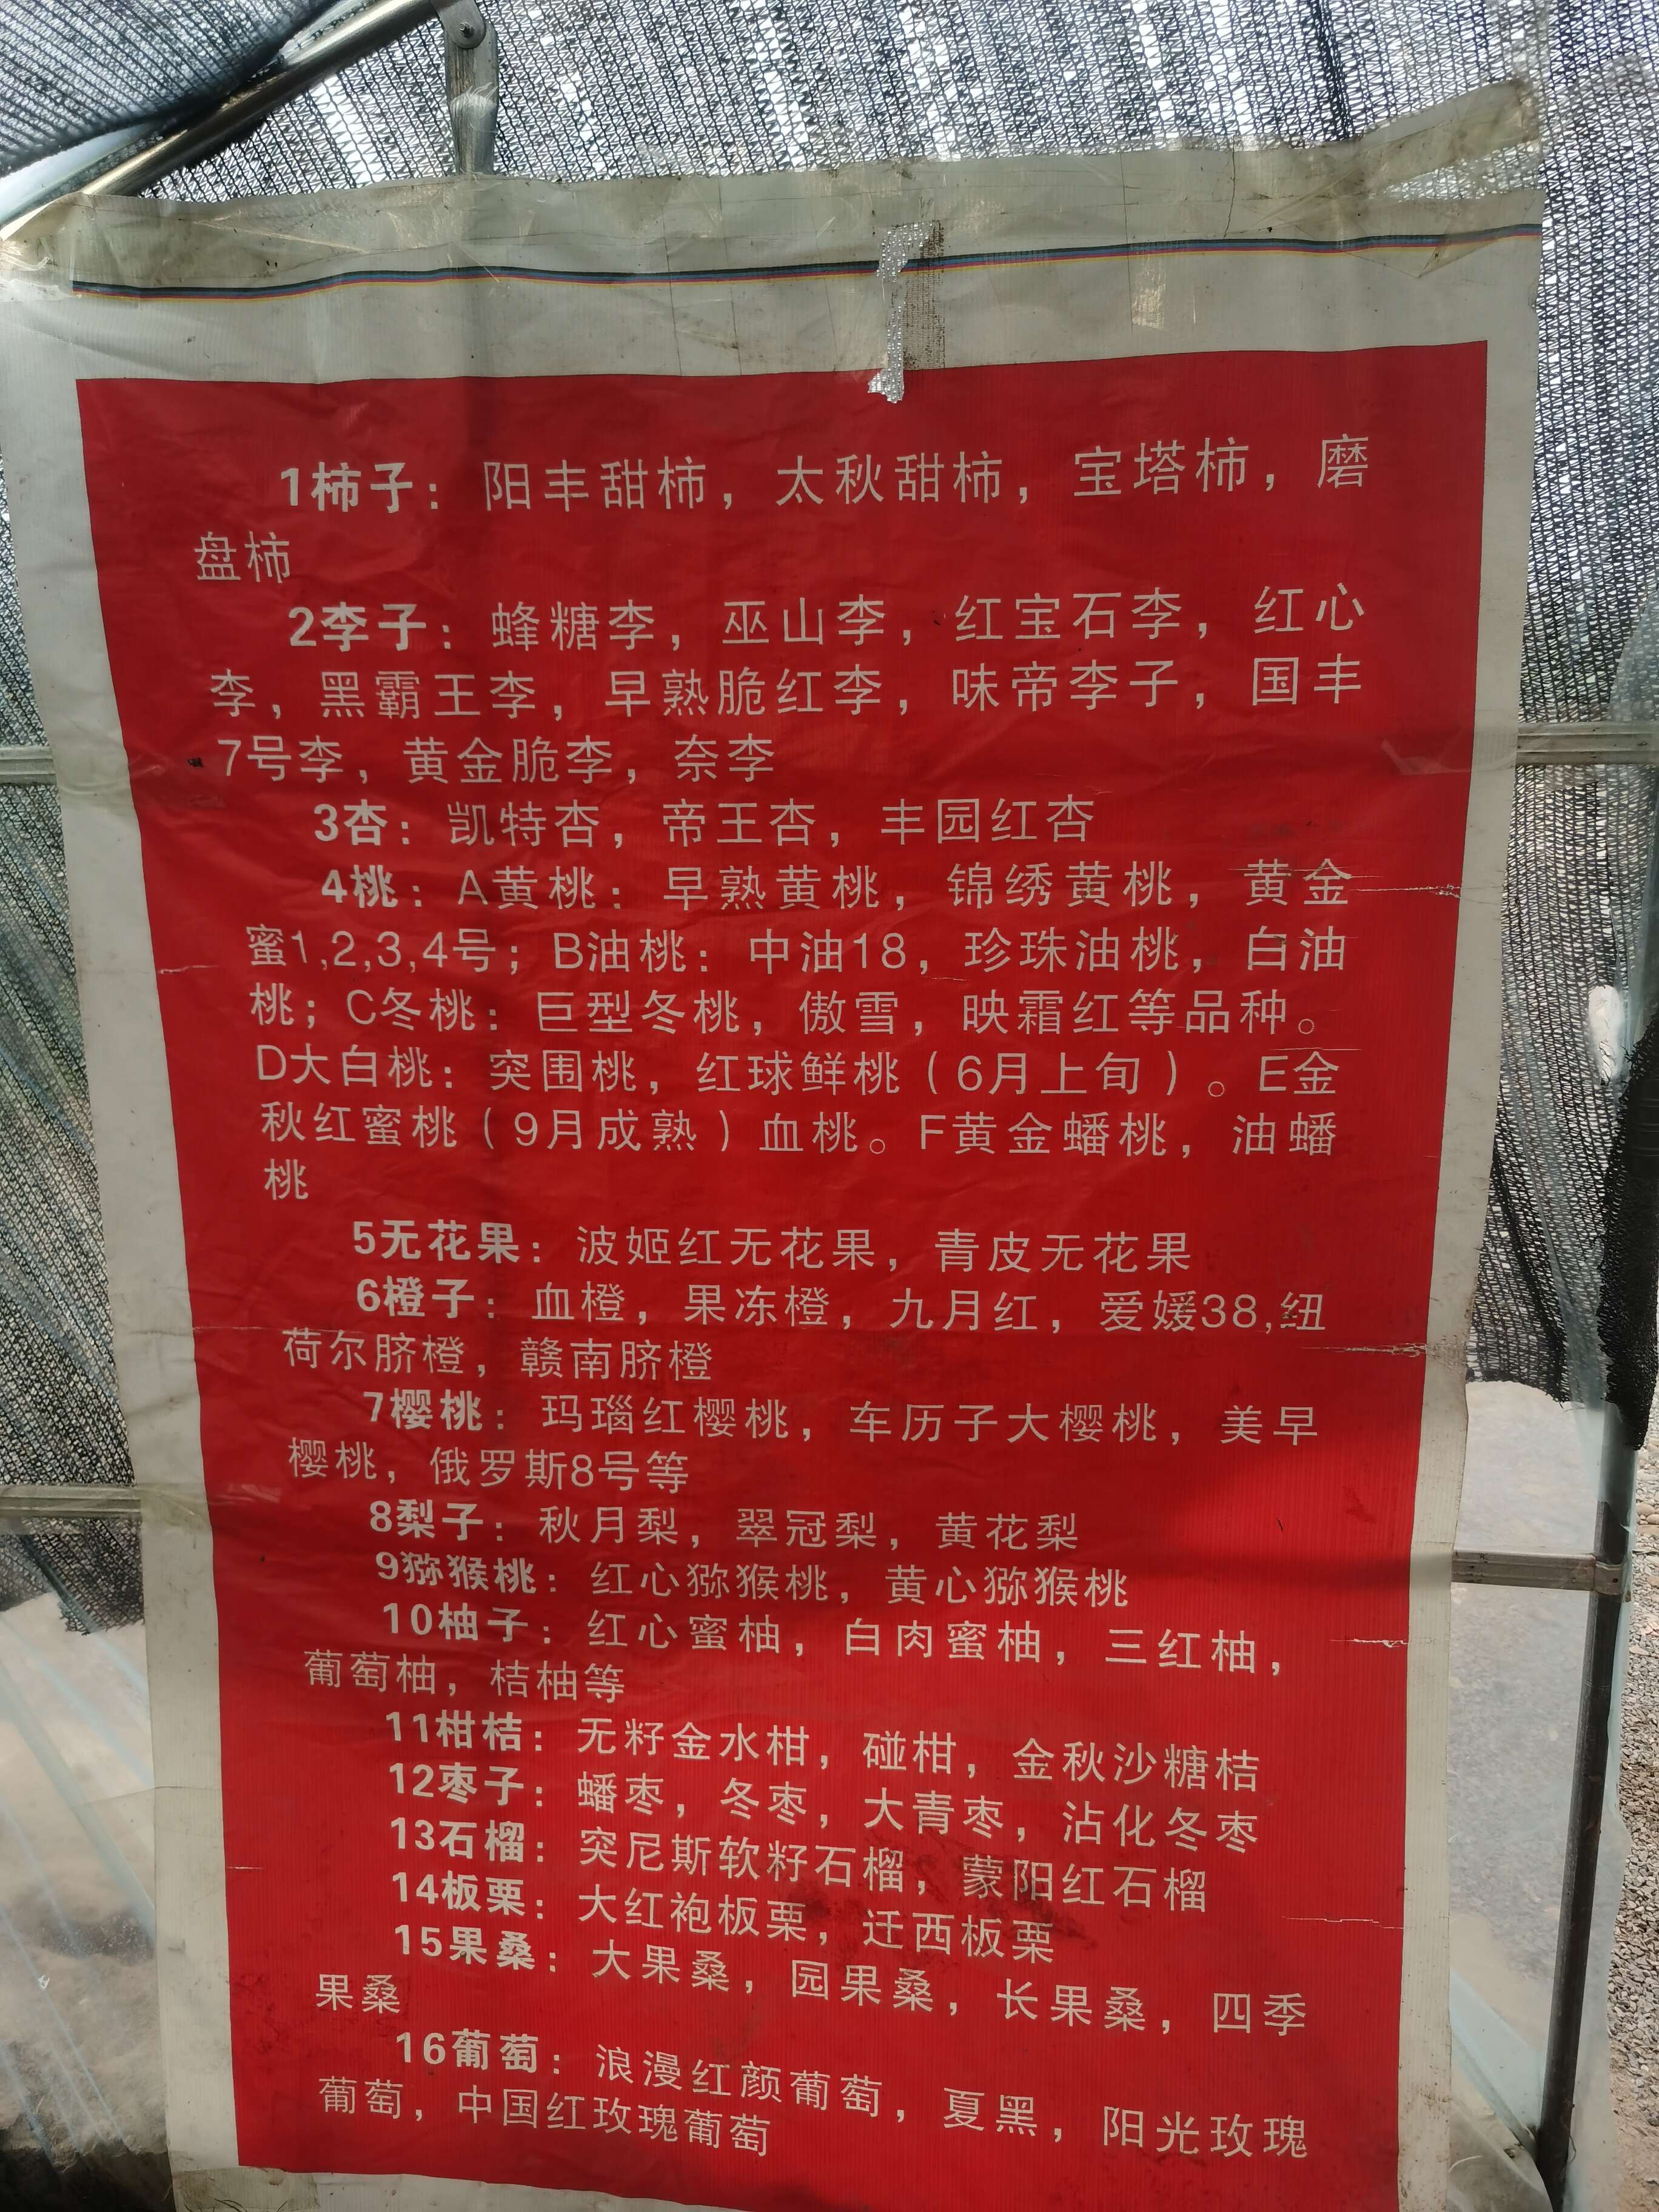 1柿子：阳丰甜柿，太秋甜柿，宝塔柿，磨
盘柿
2李子：蜂糖李，巫山李，红宝石李，红心
李，黑霸王李，早熟脆红李，味帝李子，国丰
7号李，黄金脆李，奈李
3杏：凯特杏，帝王杏，丰园红杏
4桃：A黄桃：早熟黄桃，锦绣黄桃，黄金
蜜1,2,3,4号；B油桃：中油18，珍珠油桃，白油
桃；C冬桃：巨型冬桃，傲雪，映霜红等品种。
D大白桃：突围桃，红球鲜桃（6月上旬）。E金
秋红蜜桃（9月成熟）血桃。F黄金蟠桃，油蟠
桃
5无花果：波姬红无花果，青皮无花果
6橙子：血橙，果冻橙，九月红，爱媛38,纽
荷尔脐橙，赣南脐橙
7樱桃：玛瑙红樱桃，车历子大樱桃，美早
樱桃，俄罗斯8号等
8梨子：秋月梨，翠冠梨，黄花梨
9猕猴桃：红心猕猴桃，黄心猕猴桃
10柚子：红心蜜柚，白肉蜜柚，三红柚，
葡萄柚，桔柚等
11柑桔：无籽金水柑，碰柑，金秋沙糖桔
12枣子：蟠枣，冬枣，大青枣，沾化冬枣
13石榴：突尼斯软籽石榴，蒙阳红石榴
14板栗：大红袍板栗，迁西板栗
15果桑：大果桑，园果桑，长果桑，四季
果桑
16葡萄：浪漫红颜葡萄，夏黑，阳光玫瑰
葡萄，中国红玫瑰葡萄